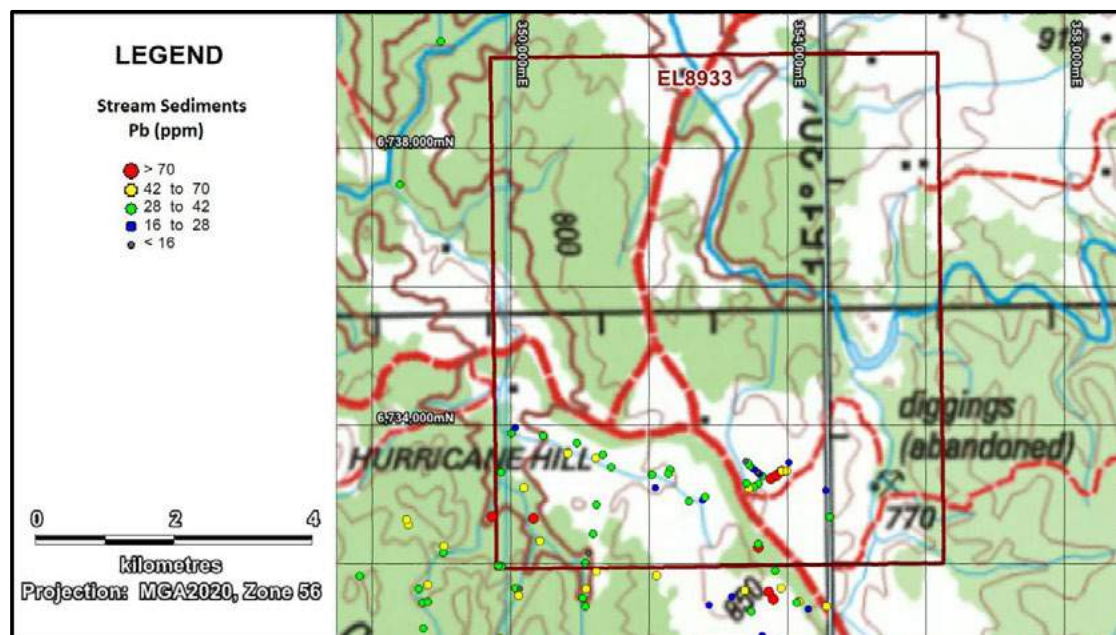 LEGEND
Stream Sediments
Pb (ppm)
> 70
42 to 70
28 to 42
16 to 28
< 16
0 2 4
kilometres
Projection: MGA2020, Zone 56
350,000mE
354,000mE
358,000mE
EL8933
6,738,000mN
800
151° 20'
6,734,000mN
HURRICANE HILL
diggings
(abandoned)
770